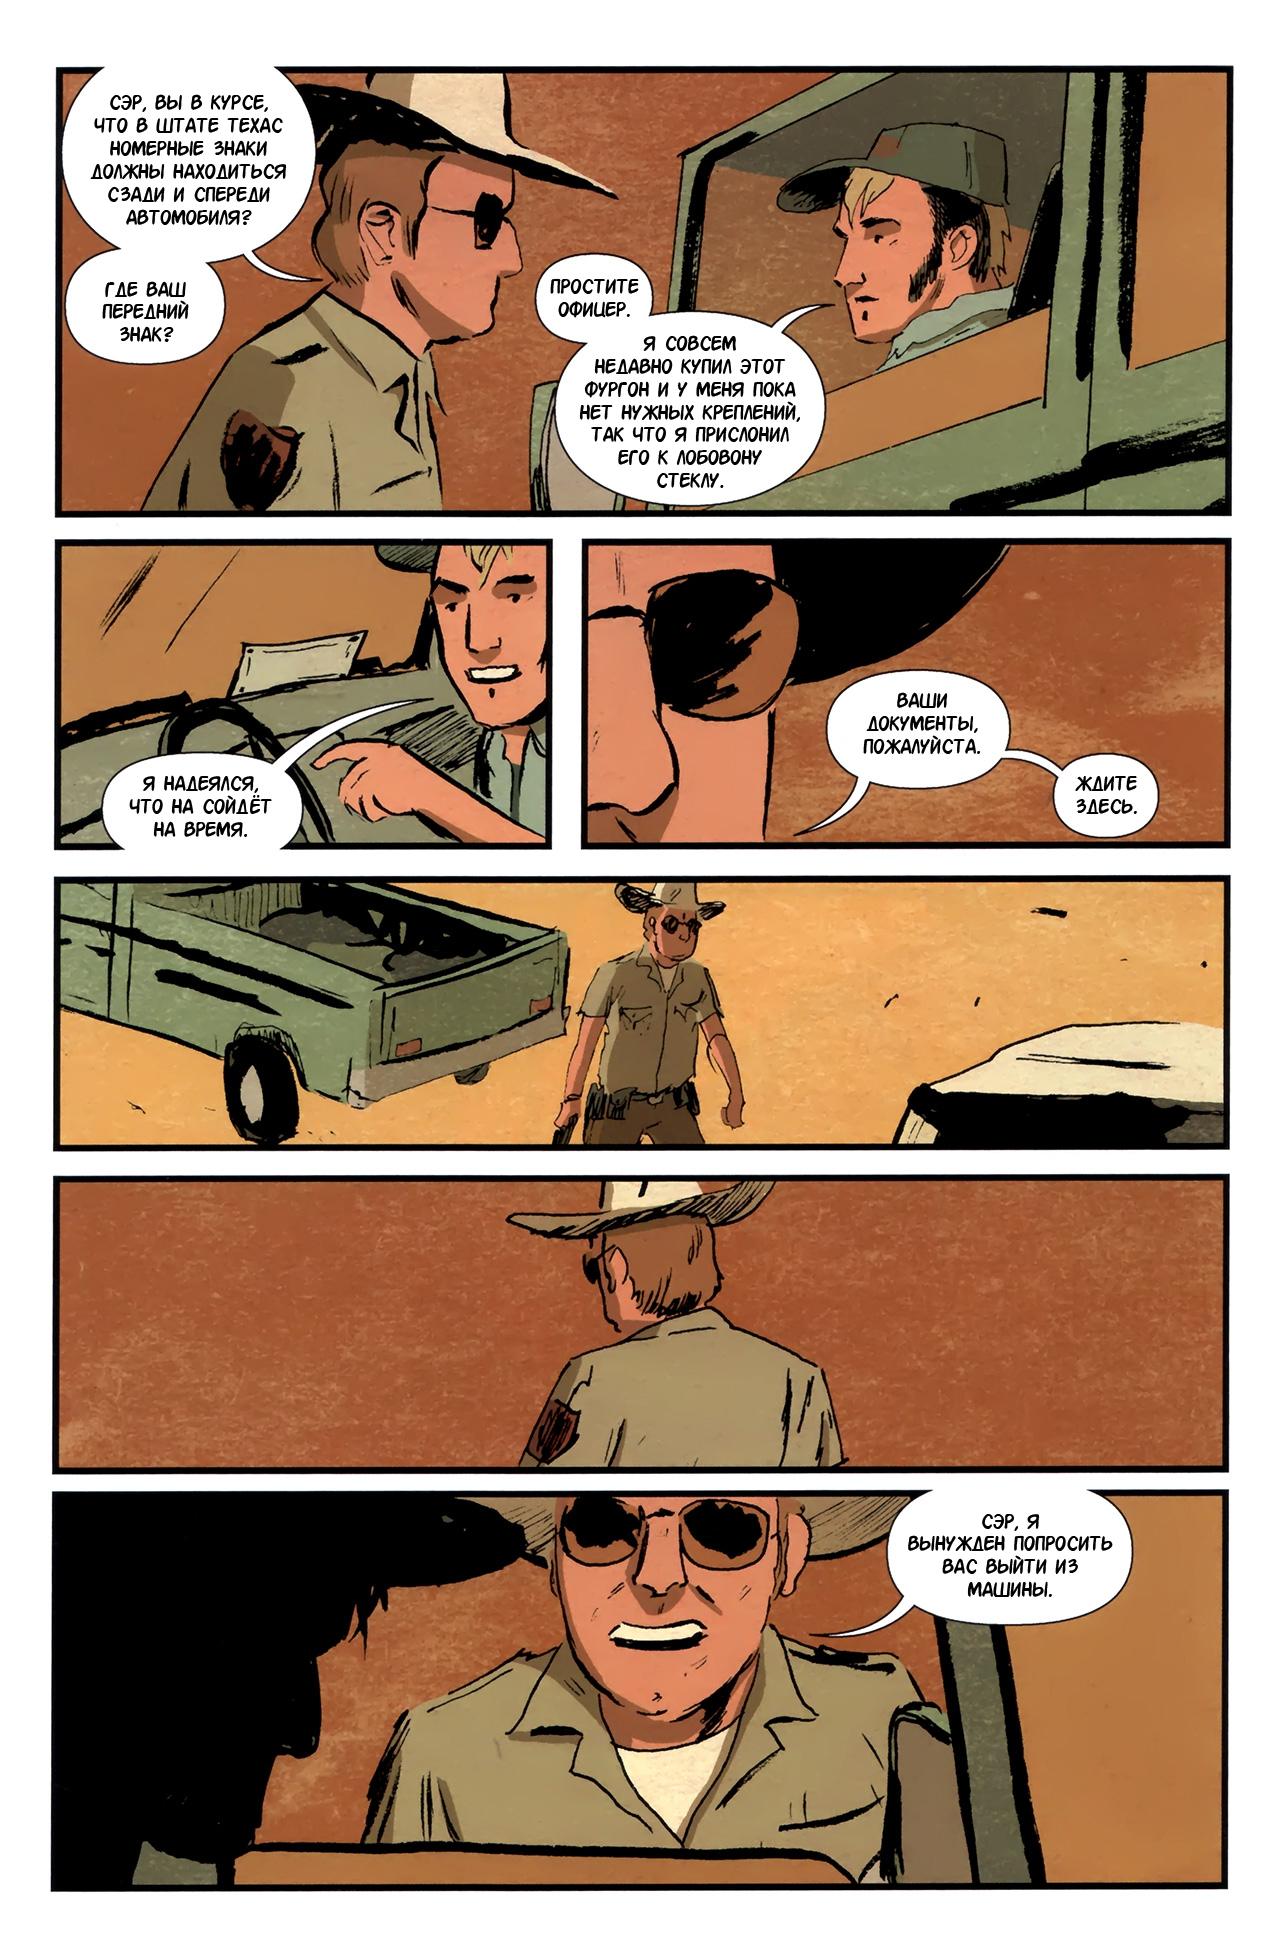 СЭР, ВЫ В КУРСЕ,
ЧТО В ШТАТЕ ТЕХАС
НОМЕРНЫЕ ЗНАКИ
ДОЛЖНЫ НАХОДИТЬСЯ
СЗАДИ И СПЕРЕДИ
АВТОМОБИЛЯ?
ГДЕ ВАШ
ПЕРЕДНИЙ
ЗНАК?
ПРОСТИТЕ
ОФИЦЕР.
Я СОВСЕМ
НЕДАВНО КУПИЛ ЭТОТ
ФУРГОН И У МЕНЯ ПОКА
НЕТ НУЖНЫХ КРЕПЛЕНИЙ,
ТАК ЧТО Я ПРИСЛОНИЛ
ЕГО К ЛОБОВОНУ
СТЕКЛУ.
Я НАДЕЯЛСЯ,
ЧТО НА СОЙДЁТ
НА ВРЕМЯ.
ВАШИ
ДОКУМЕНТЫ,
ПОЖАЛУЙСТА.
ЖДИТЕ
ЗДЕСЬ.
СЭР, Я
ВЫНУЖДЕН ПОПРОСИТЬ
ВАС ВЫЙТИ ИЗ
МАШИНЫ.